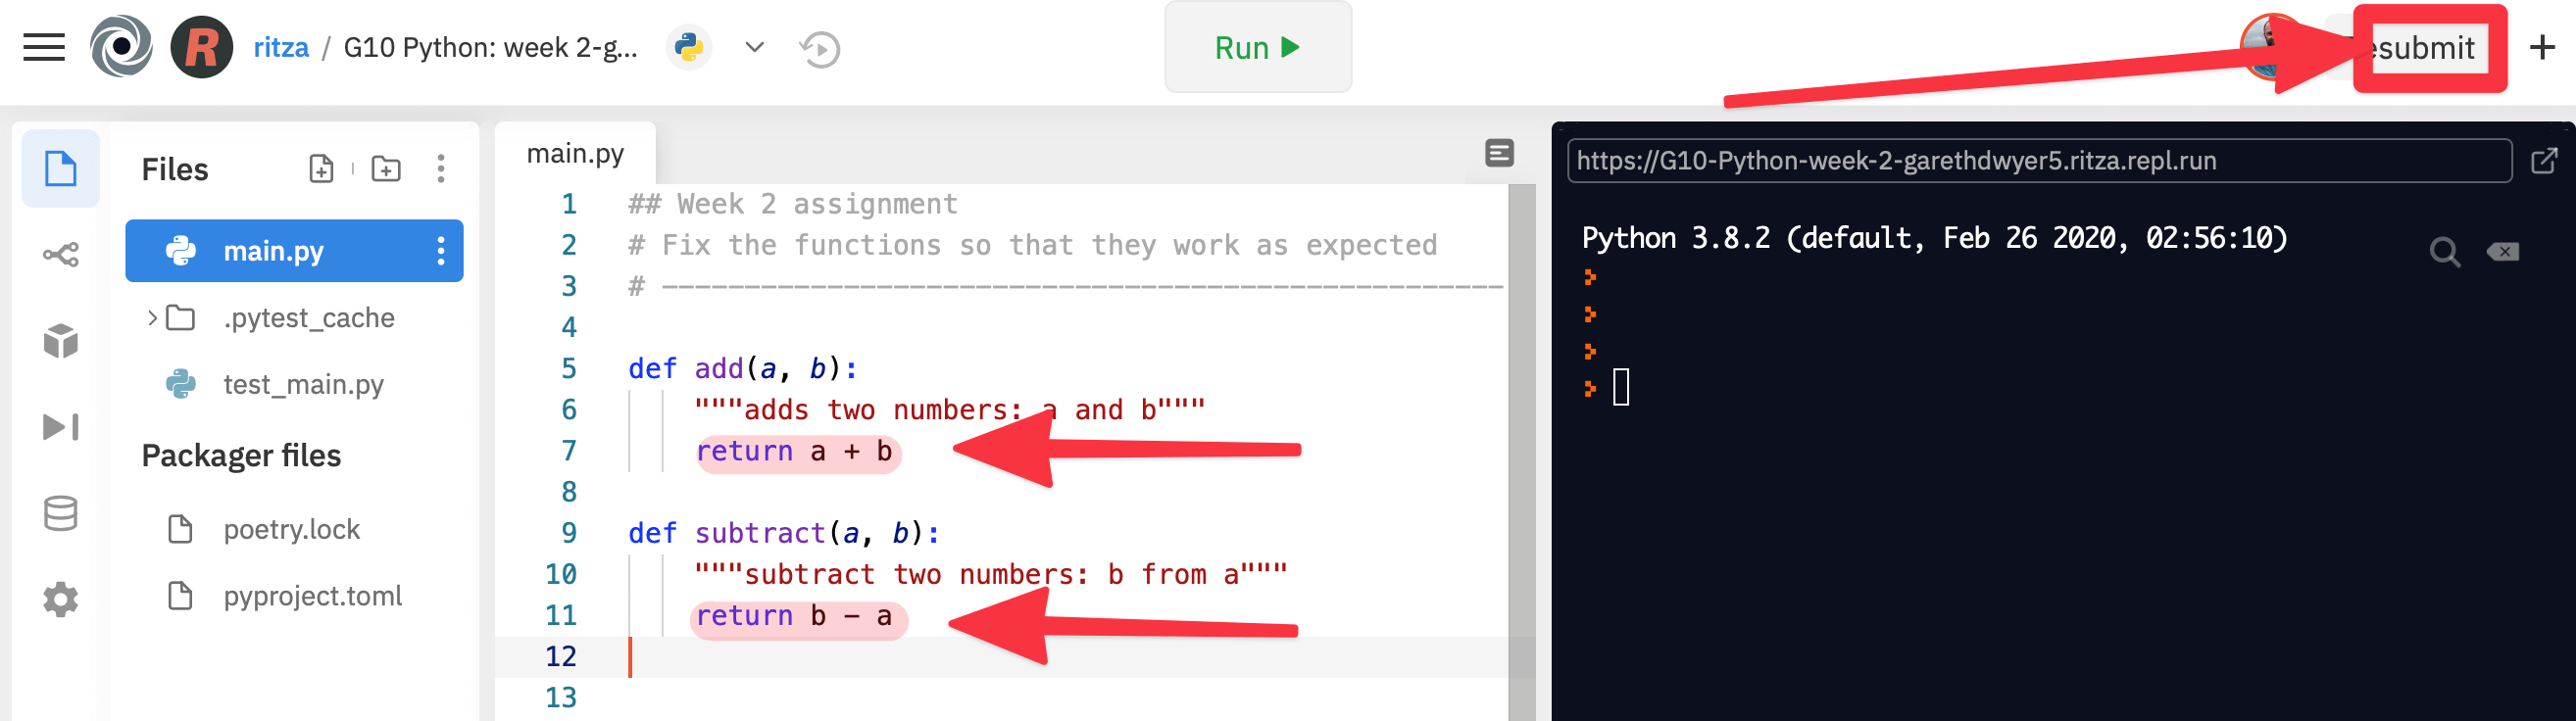 R ritza / G10 Python: week 2-g... Run esubmit
Files
main.py
.pytest_cache
test_main.py
Packager files
poetry.lock
pyproject.toml
main.py
1 ## Week 2 assignment
2 # Fix the functions so that they work as expected
3 # ---------------------------------------------------
4
5 def add(a, b):
6 """adds two numbers: a and b"""
7 return a + b
8
9 def subtract(a, b):
10 """subtract two numbers: b from a"""
11 return b - a
12
13
https://G10-Python-week-2-garethdwyer5.ritza.repl.run
Python 3.8.2 (default, Feb 26 2020, 02:56:10)